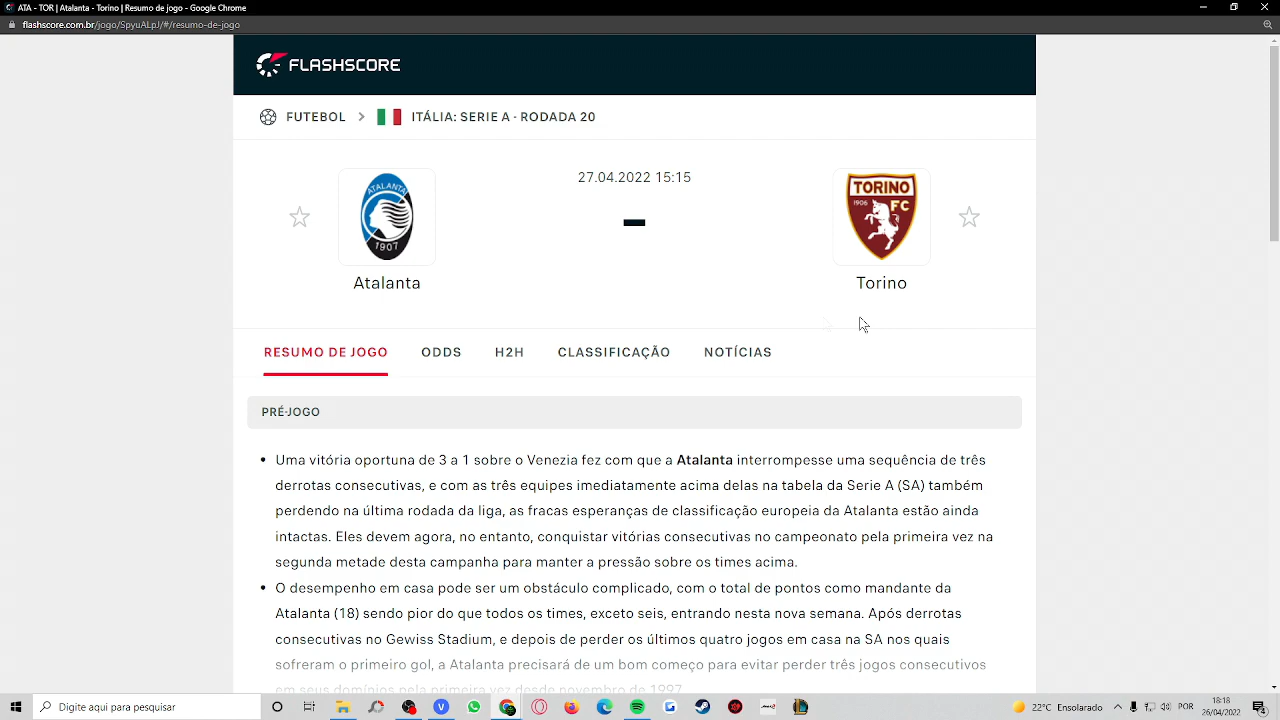 ATA - TOR | Atalanta - Torino | Resumo de jogo - Google Chrome
flashscore.com.br/jogo/SpyuALpJ/#/resumo-de-jogo
FLASHSCORE
FUTEBOL > ITÁLIA: SERIE A - RODADA 20
27.04.2022 15:15
ATALANTA
1907
-
TORINO
1906 FC
Atalanta
Torino
RESUMO DE JOGO ODDS H2H CLASSIFICAÇÃO NOTÍCIAS
PRÉ-JOGO
• Uma vitória oportuna de 3 a 1 sobre o Venezia fez com que a Atalanta interrompesse uma sequência de três
derrotas consecutivas, e com as três equipes imediatamente acima delas na tabela da Serie A (SA) também
perdendo na última rodada da liga, as fracas esperanças de classificação europeia da Atalanta estão ainda
intactas. Eles devem agora, no entanto, conquistar vitórias consecutivas no campeonato pela primeira vez na
segunda metade desta campanha para manter a pressão sobre os times acima.
• O desempenho em casa pode ser um obstáculo complicado, com o total de pontos como mandante da
Atalanta (18) sendo pior do que todos os times, exceto seis, entrando nesta nova semana. Após derrotas
consecutivas no Gewiss Stadium, e depois de perder os últimos quatro jogos em casa na SA nos quais
sofreram o primeiro gol, a Atalanta precisará de um bom começo para evitar perder três jogos consecutivos
em seus domínios pela primeira vez desde novembro de 1997.
Digite aqui para pesquisar
22°C Ensolarado
POR
18:18
26/04/2022